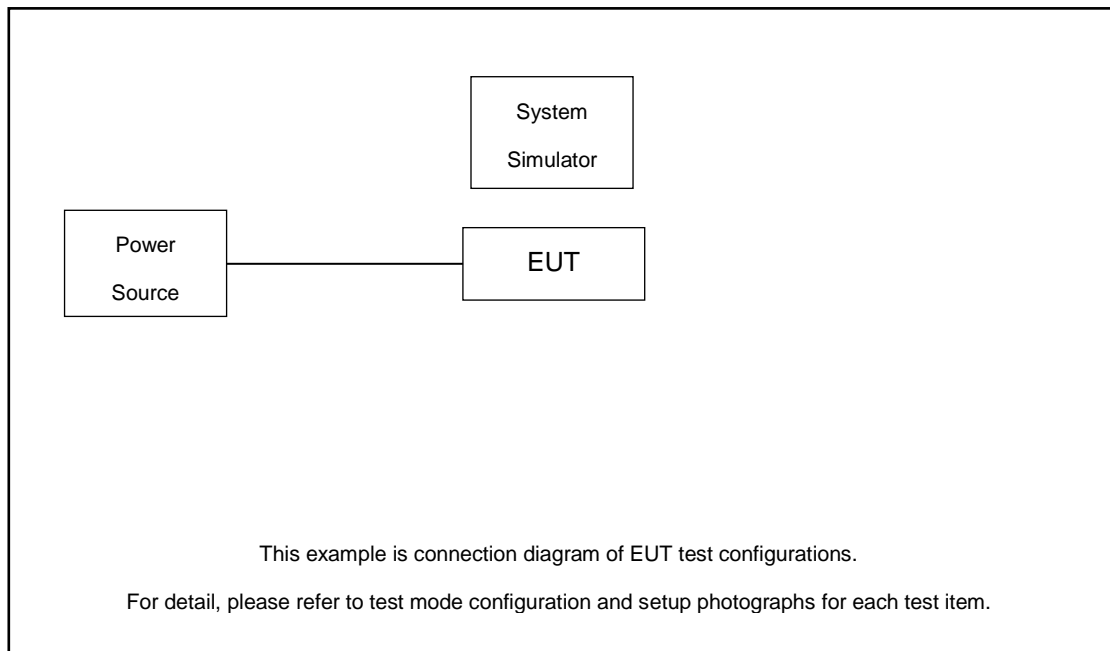 System
Simulator
Power
Source
EUT
This example is connection diagram of EUT test configurations.
For detail, please refer to test mode configuration and setup photographs for each test item.